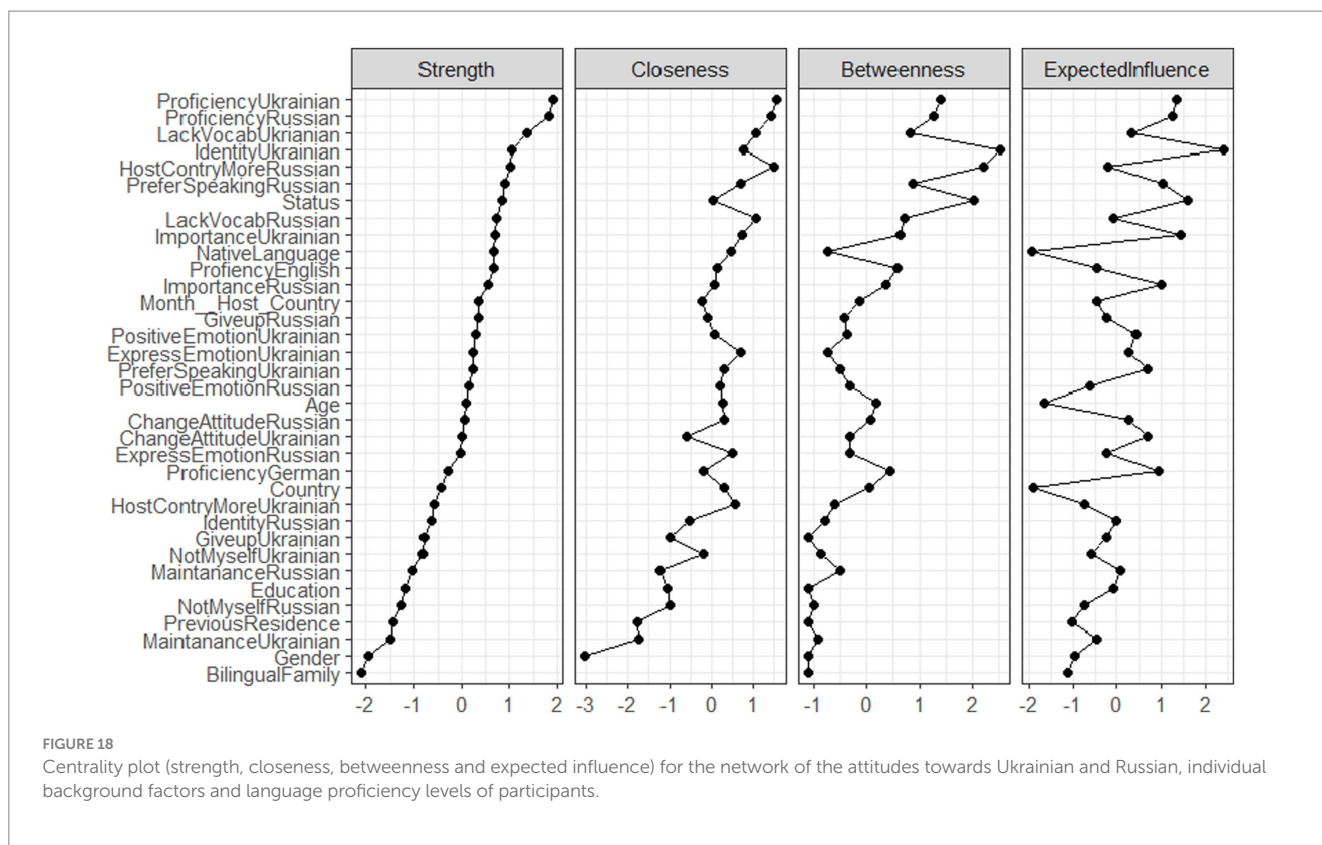 Strength Closeness Betweenness ExpectedInfluence
ProficiencyUkrainian
ProficiencyRussian
LackVocabUkrianian
IdentityUkrainian
HostContryMoreRussian
PreferSpeakingRussian
Status
LackVocabRussian
ImportanceUkrainian
NativeLanguage
ProfiencyEnglish
ImportanceRussian
Month__Host_Country
GiveupRussian
PositiveEmotionUkrainian
ExpressEmotionUkrainian
PreferSpeakingUkrainian
PositiveEmotionRussian
Age
ChangeAttitudeRussian
ChangeAttitudeUkrainian
ExpressEmotionRussian
ProficiencyGerman
Country
HostContryMoreUkrainian
IdentityRussian
GiveupUkrainian
NotMyselfUkrainian
MaintananceRussian
Education
NotMyselfRussian
PreviousResidence
MaintananceUkrainian
Gender
BilingualFamily
-2 -1 0 1 2 -3 -2 -1 0 1 -1 0 1 2 -2 -1 0 1 2
FIGURE 18
Centrality plot (strength, closeness, betweenness and expected influence) for the network of the attitudes towards Ukrainian and Russian, individual
background factors and language proficiency levels of participants.